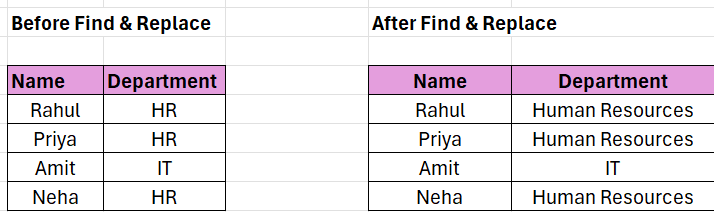 Before Find & Replace After Find & Replace
Name Department Name Department
Rahul HR Rahul Human Resources
Priya HR Priya Human Resources
Amit IT Amit IT
Neha HR Neha Human Resources